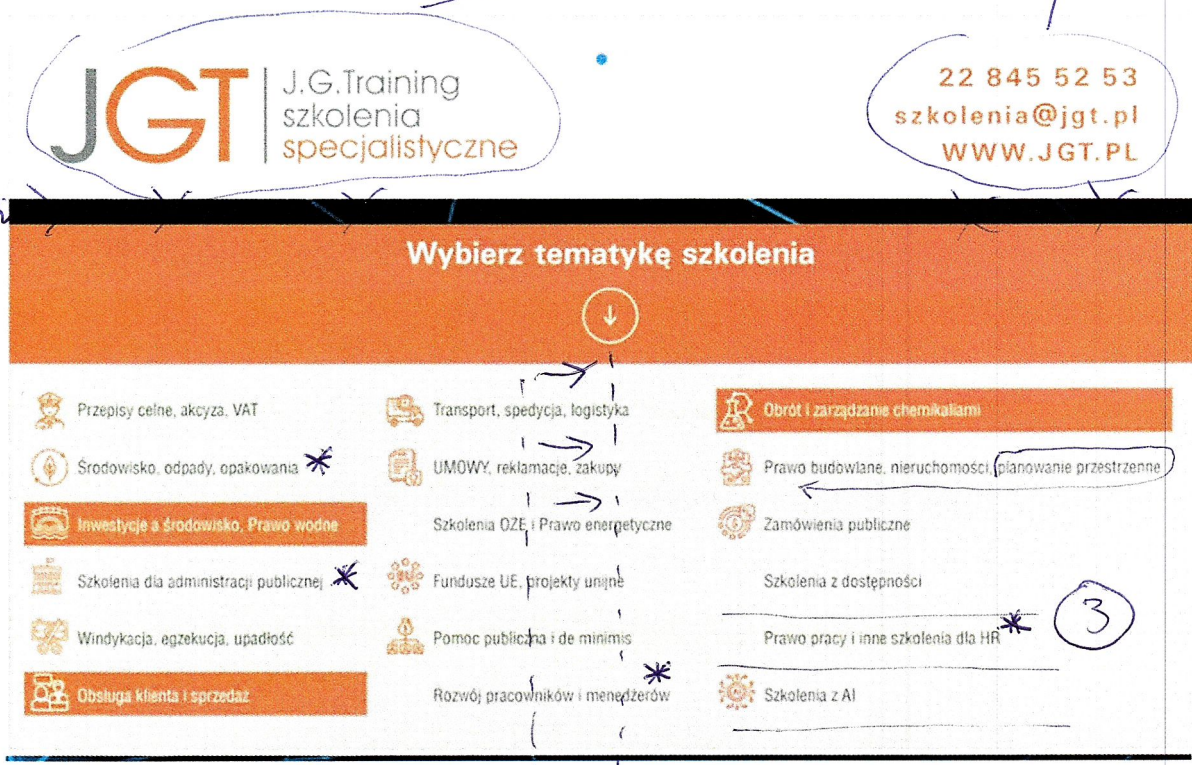 JGT
J.G.Training
szkolenia
specjalistyczne
22 845 52 53
szkolenia@jgt.pl
WWW.JGT.PL
Wybierz tematykę szkolenia
Przepisy celne, akcyza, VAT
Środowisko, odpady, opakowania *
Inwestycje a środowisko, Prawo wodne
Szkolenia dla administracji publicznej *
Windykacja, egzekucja, upadłość
Obsługa klienta i sprzedaż
Transport, spedycja, logistyka
UMOWY, reklamacje, zakupy
Szkolenia OZE i Prawo energetyczne
Fundusze UE, projekty unijne
Pomoc publiczna i de minimis
Rozwój pracowników i menedżerów *
Obrót i zarządzanie chemikaliami
Prawo budowlane, nieruchomości, planowanie przestrzenne
Zamówienia publiczne
Szkolenia z dostępności
Prawo pracy i inne szkolenia dla HR *
3
Szkolenia z AI